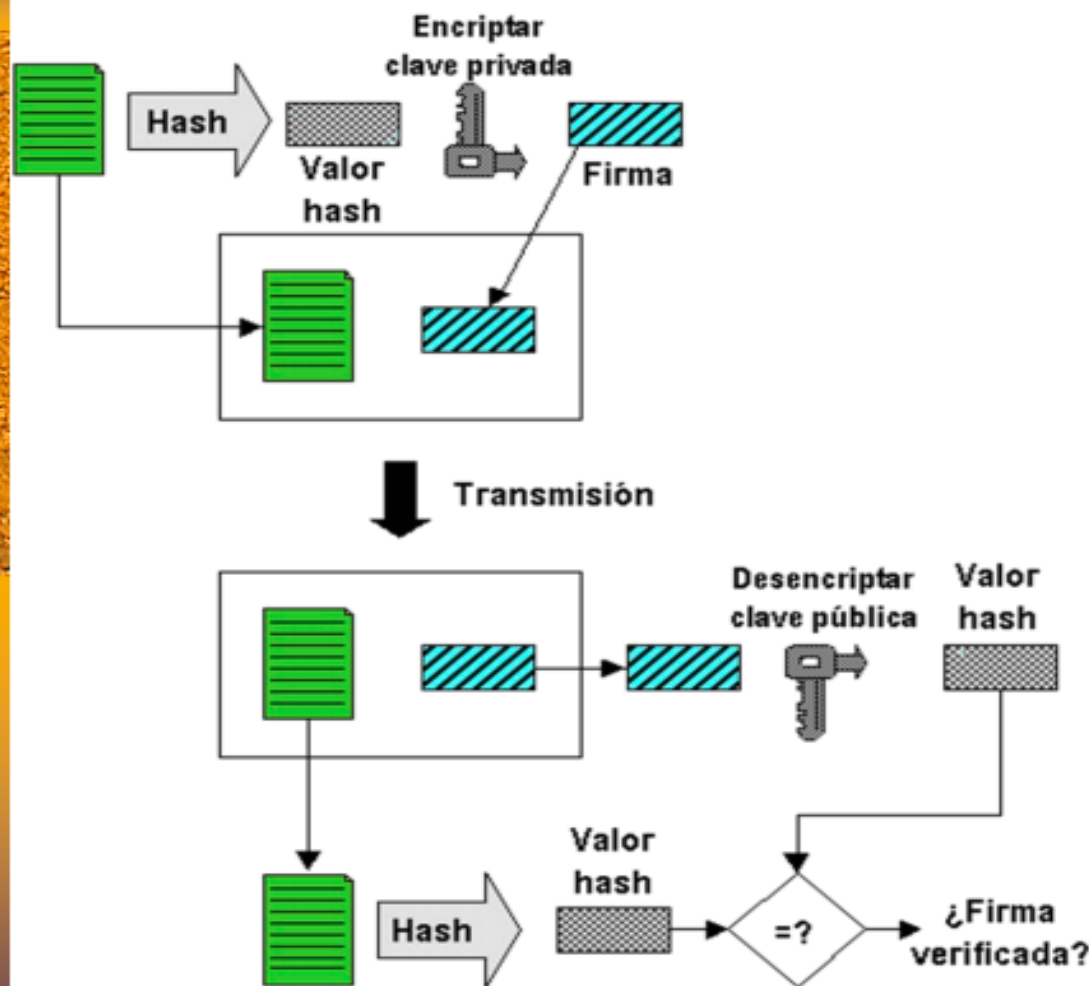 Encriptar
clave privada
Hash
Valor
hash
Firma
Transmisión
Desencriptar
clave pública
Valor
hash
Valor
hash
Hash
=?
¿Firma
verificada?